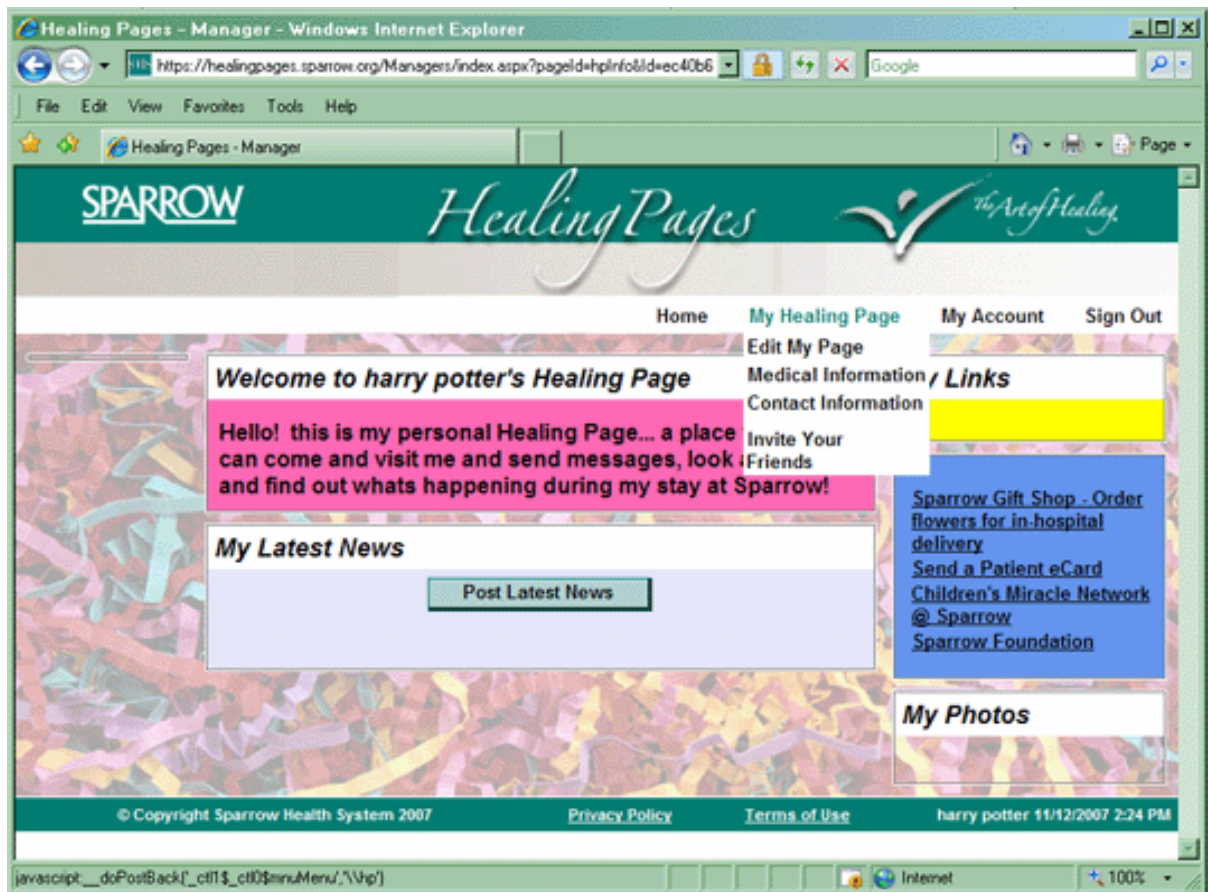 Healing Pages - Manager - Windows Internet Explorer
https://healingpages.sparrow.org/Managers/index.aspx?pageId=hpInfo&Id=ec40b6
Google
File Edit View Favorites Tools Help
Healing Pages - Manager
Page
SPARROW
Healing Pages
The Art of Healing
Home My Healing Page My Account Sign Out
Edit My Page
Medical Information
Contact Information
Invite Your
Friends
Welcome to harry potter's Healing Page
Hello! this is my personal Healing Page... a place
can come and visit me and send messages, look
and find out whats happening during my stay at Sparrow!
My Latest News
Post Latest News
Links
Sparrow Gift Shop - Order
flowers for in-hospital
delivery
Send a Patient eCard
Children's Miracle Network
@ Sparrow
Sparrow Foundation
My Photos
© Copyright Sparrow Health System 2007 Privacy Policy Terms of Use harry potter 11/12/2007 2:24 PM
javascript:__doPostBack('_ctl1$_ctl0$mnuMenu','\\hp')
Internet
100%